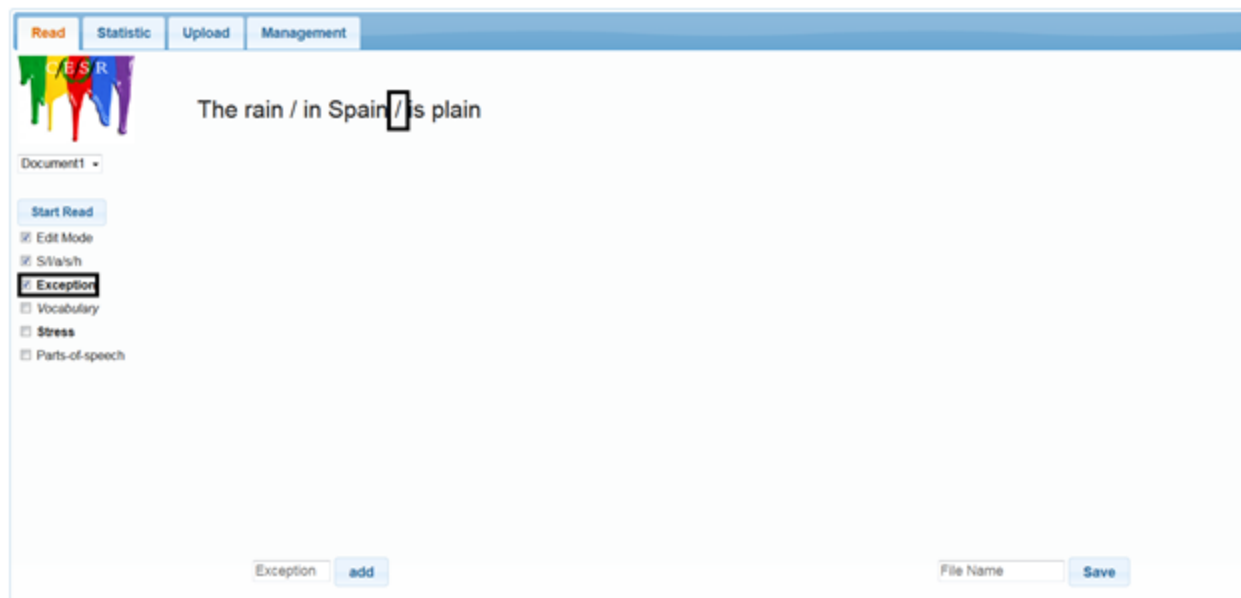 Read Statistic Upload Management
CESR
The rain / in Spain / is plain
Document1
Start Read
Edit Mode
S/l/a/s/h
Exception
Vocabulary
Stress
Parts-of-speech
Exception add File Name Save